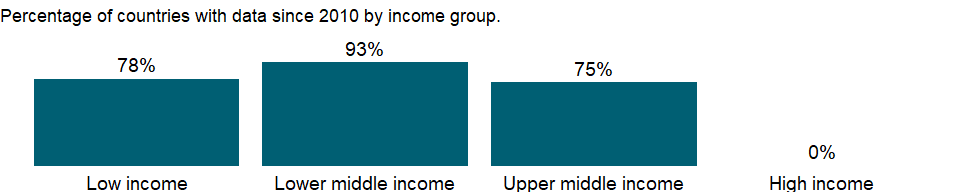 Percentage of countries with data since 2010 by income group.
93%
78%
75%
0%
Low income Lower middle income Upper middle income High income